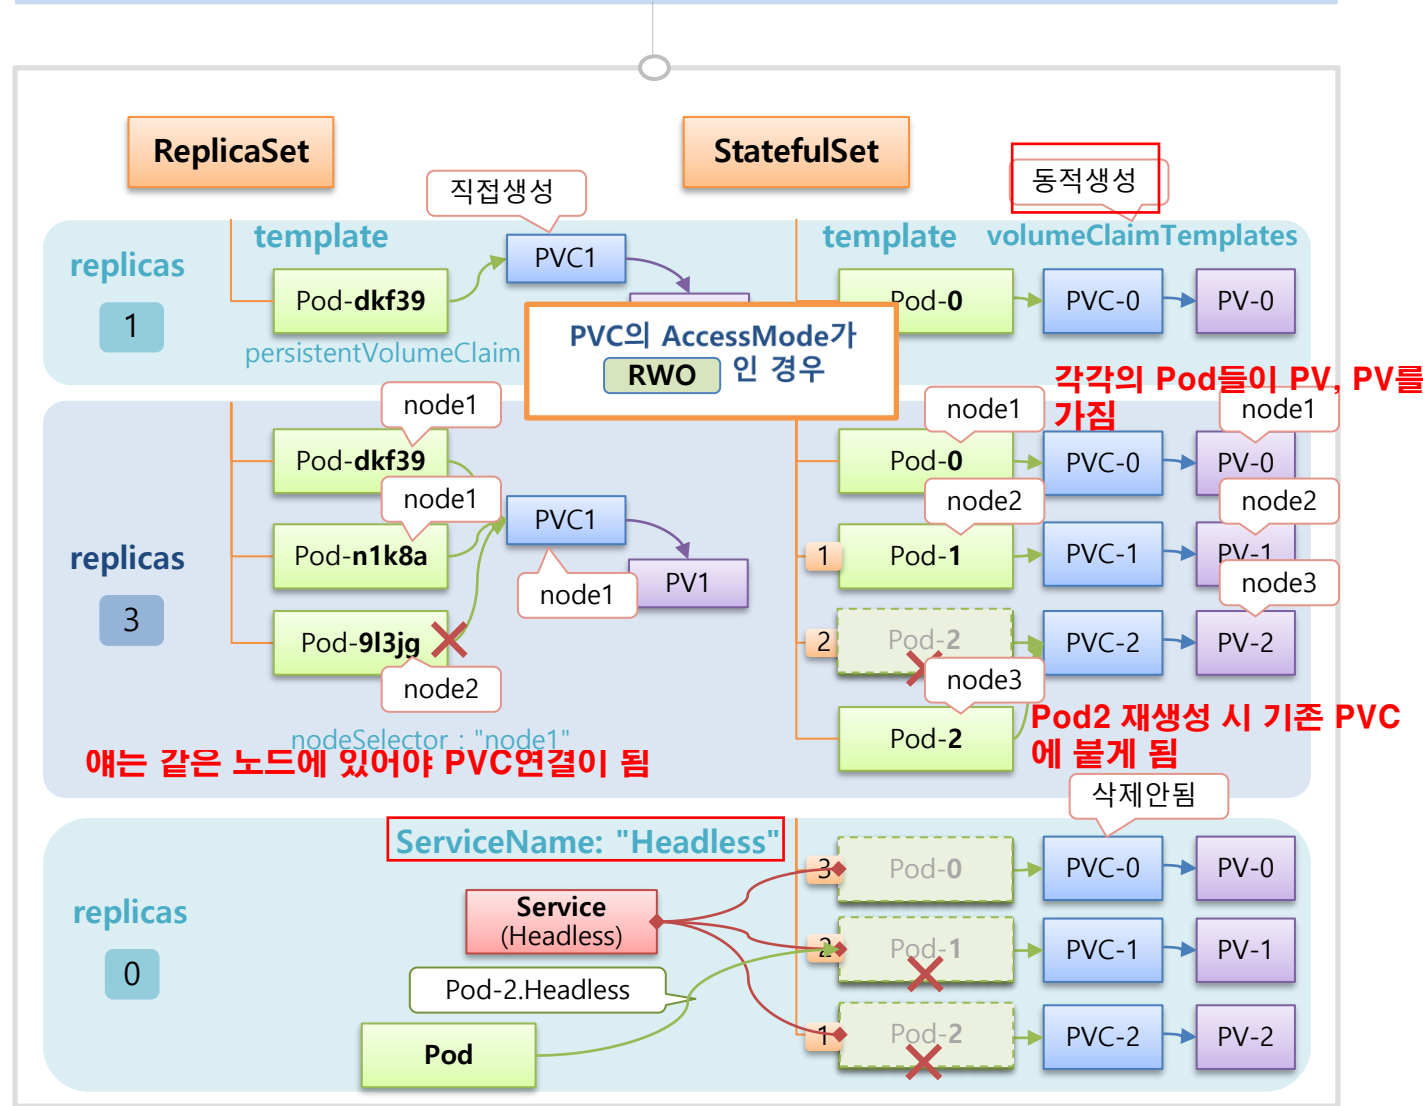 ReplicaSet
StatefulSet
직접생성
동적생성
template
template
volumeClaimTemplates
replicas
1
Pod-dkf39
PVC1
Pod-0
PVC-0
PV-0
persistentVolumeClaim
PVC의 AccessMode가
RWO 인 경우
각각의 Pod들이 PV, PV를
가짐
node1
node1
node1
Pod-dkf39
Pod-0
PVC-0
PV-0
node1
node2
node2
replicas
3
Pod-n1k8a
PVC1
PV1
node1
1
Pod-1
PVC-1
PV-1
node3
Pod-9l3jg
node2
2
Pod-2
PVC-2
PV-2
node3
Pod-2
Pod2 재생성 시 기존 PVC
에 붙게 됨
nodeSelector : "node1"
얘는 같은 노드에 있어야 PVC연결이 됨
삭제안됨
ServiceName: "Headless"
3
Pod-0
PVC-0
PV-0
replicas
0
Service
(Headless)
2
Pod-1
PVC-1
PV-1
Pod-2.Headless
1
Pod-2
PVC-2
PV-2
Pod